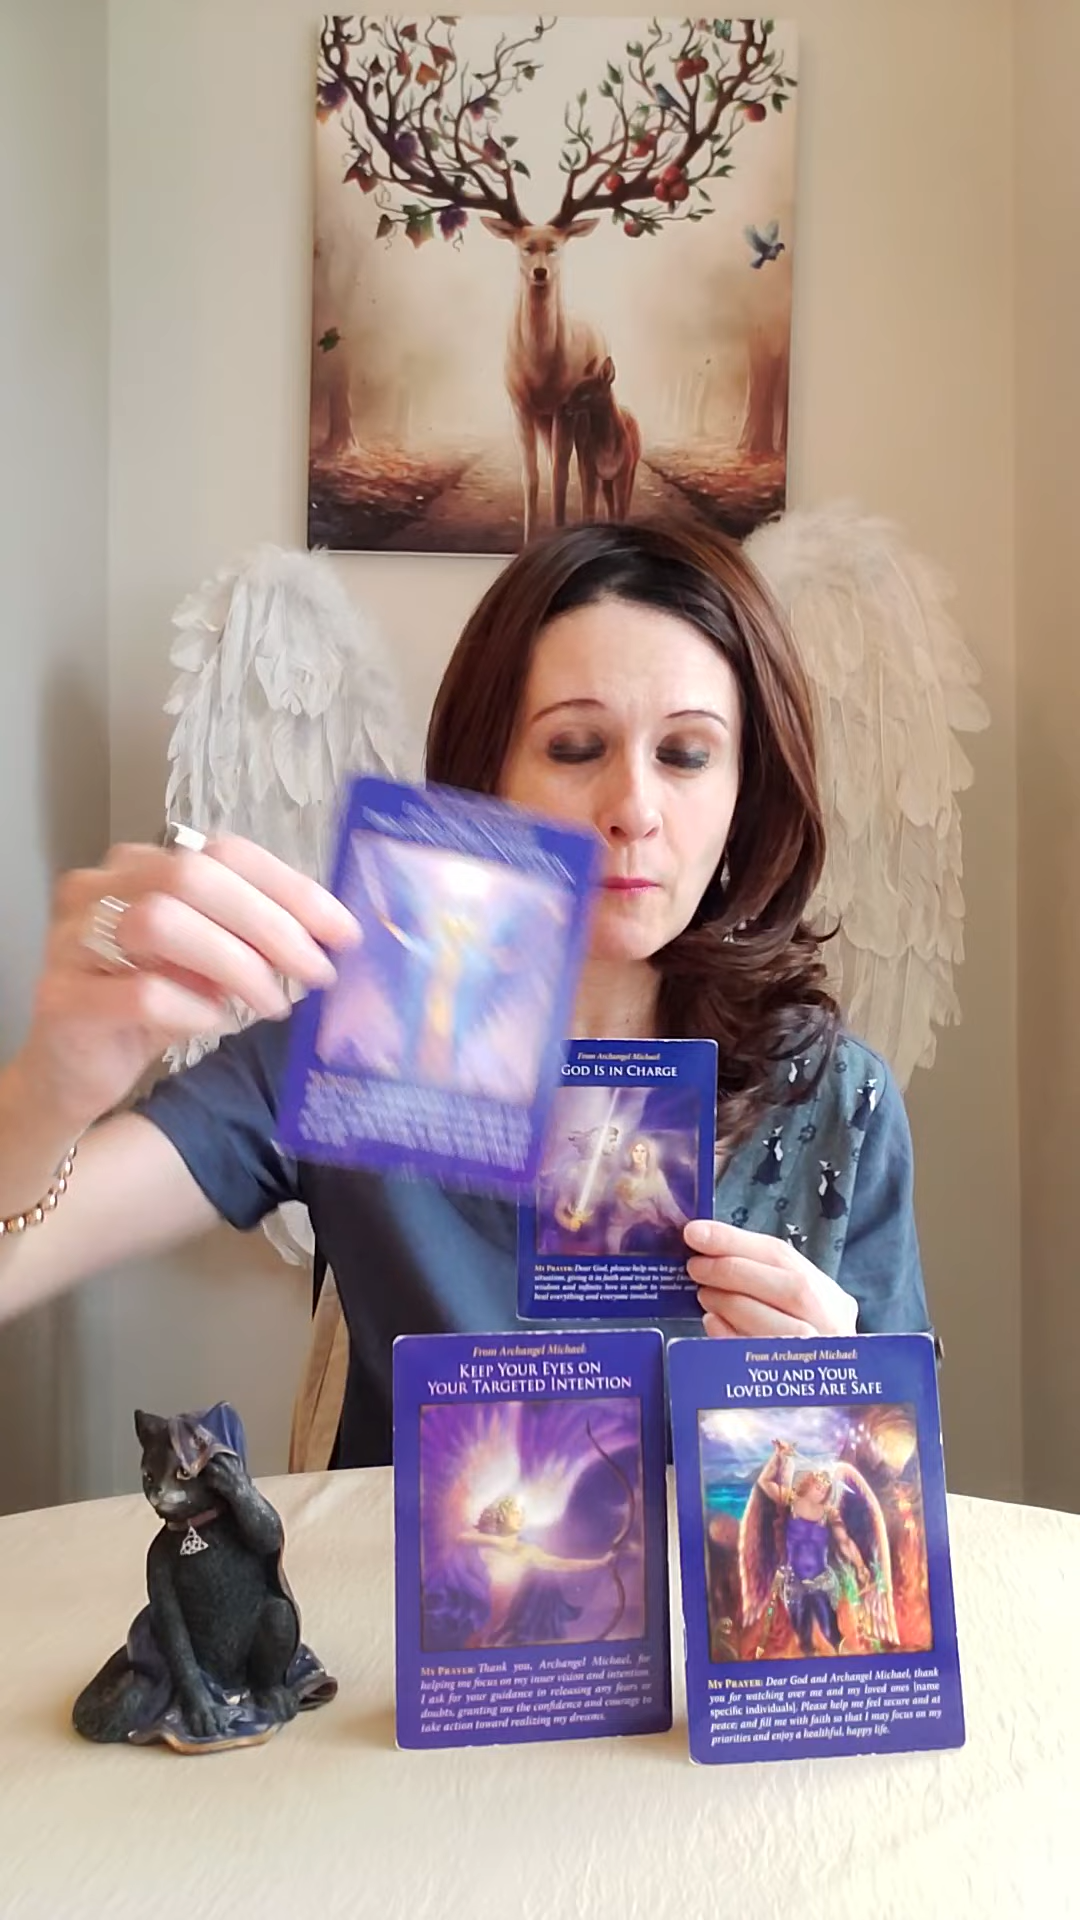 From Archangel Michael
GOD IS IN CHARGE
MY PRAYER: Dear God, please help me let go of
situation, giving it in faith and trust to your
wisdom and infinite love in order to resolve and
heal everything and everyone involved.
From Archangel Michael:
KEEP YOUR EYES ON
YOUR TARGETED INTENTION
MY PRAYER: Thank you, Archangel Michael, for
helping me focus on my inner vision and intention.
I ask for your guidance in releasing any fears or
doubts, granting me the confidence and courage to
take action toward realizing my dreams.
From Archangel Michael:
YOU AND YOUR
LOVED ONES ARE SAFE
MY PRAYER: Dear God and Archangel Michael, thank
you for watching over me and my loved ones [name
specific individuals]. Please help me feel secure and at
peace; and fill me with faith so that I may focus on my
priorities and enjoy a healthful, happy life.